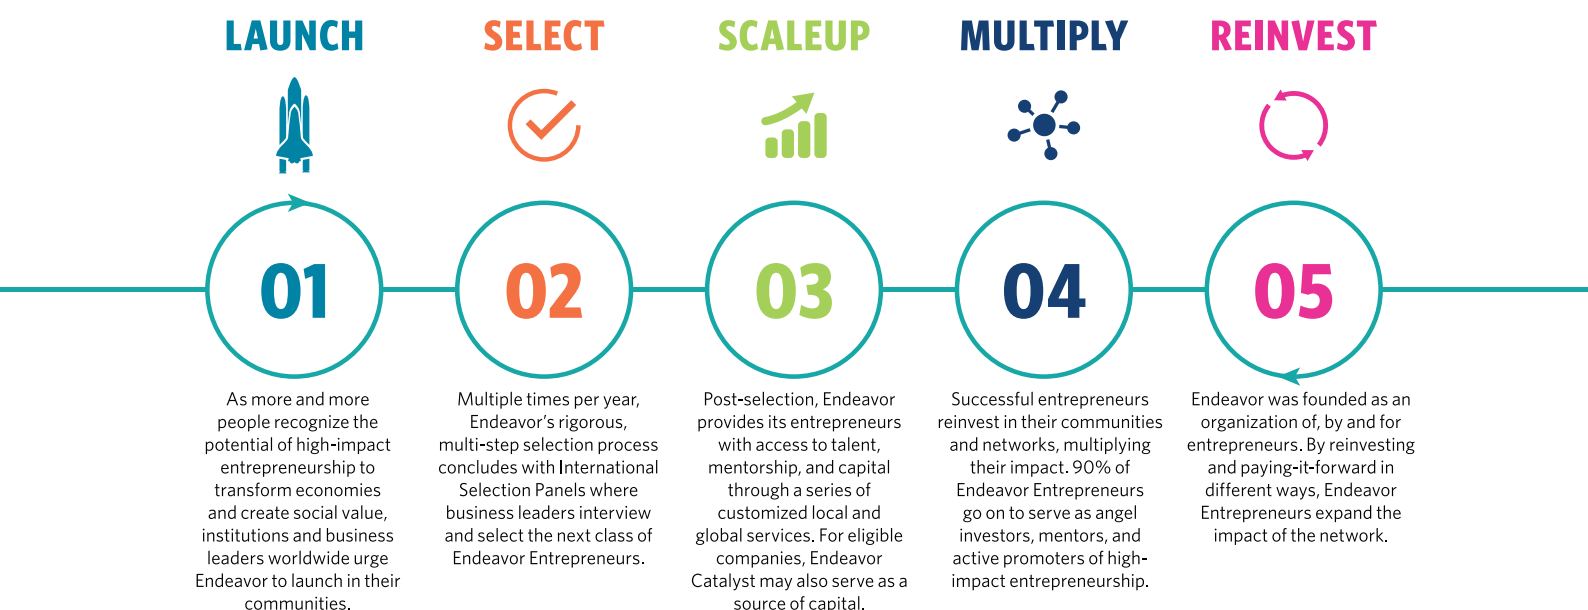 LAUNCH
SELECT
SCALEUP
MULTIPLY
REINVEST
01
As more and more
people recognize the
potential of high-impact
entrepreneurship to
transform economies
and create social value,
institutions and business
leaders worldwide urge
Endeavor to launch in their
communities.
02
Multiple times per year,
Endeavor’s rigorous,
multi-step selection process
concludes with International
Selection Panels where
business leaders interview
and select the next class of
Endeavor Entrepreneurs.
03
Post-selection, Endeavor
provides its entrepreneurs
with access to talent,
mentorship, and capital
through a series of
customized local and
global services. For eligible
companies, Endeavor
Catalyst may also serve as a
source of capital.
04
Successful entrepreneurs
reinvest in their communities
and networks, multiplying
their impact. 90% of
Endeavor Entrepreneurs
go on to serve as angel
investors, mentors, and
active promoters of high-
impact entrepreneurship.
05
Endeavor was founded as an
organization of, by and for
entrepreneurs. By reinvesting
and paying-it-forward in
different ways, Endeavor
Entrepreneurs expand the
impact of the network.